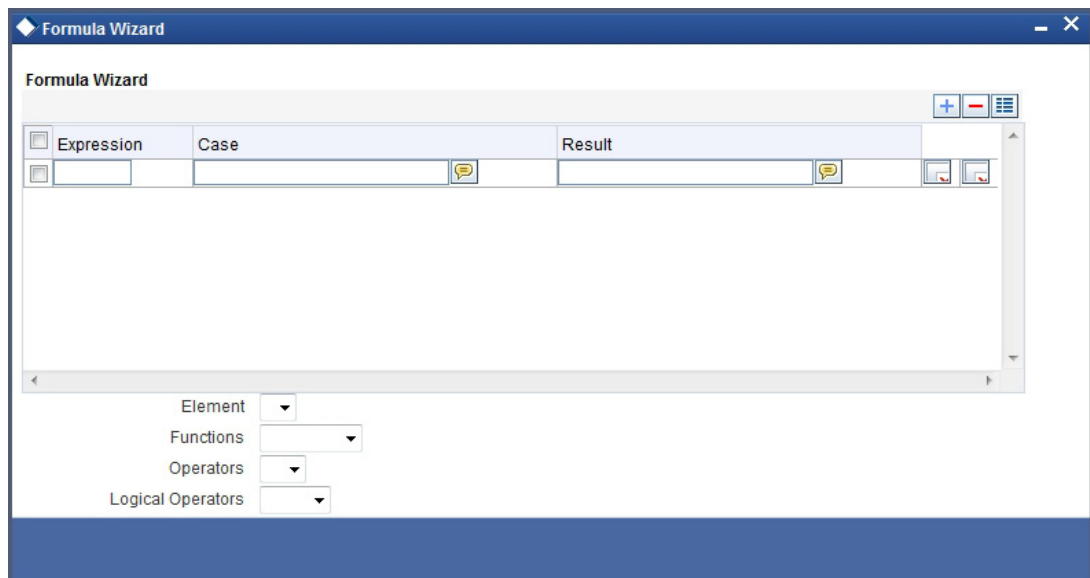 Formula Wizard
Formula Wizard
Expression Case Result
Element
Functions
Operators
Logical Operators